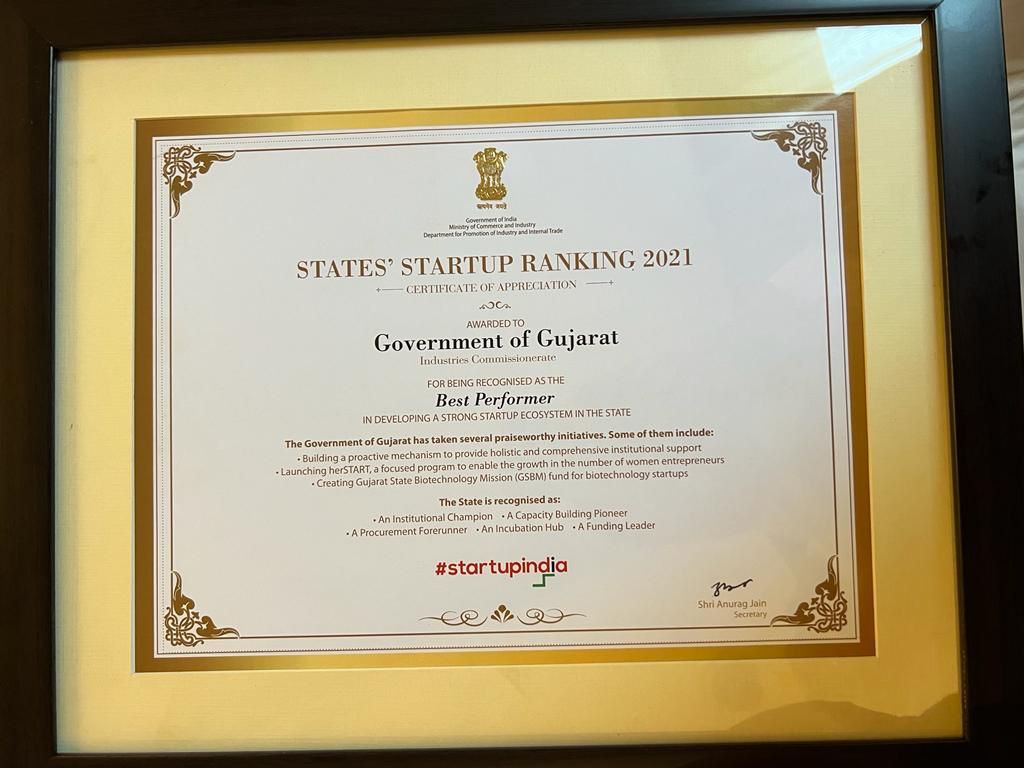 सत्यमेव जयते
Government of India
Ministry of Commerce and Industry
Department for Promotion of Industry and Internal Trade
STATES' STARTUP RANKING 2021
CERTIFICATE OF APPRECIATION
AWARDED TO
Government of Gujarat
Industries Commissionerate
FOR BEING RECOGNISED AS THE
Best Performer
IN DEVELOPING A STRONG STARTUP ECOSYSTEM IN THE STATE
The Government of Gujarat has taken several praiseworthy initiatives. Some of them include:
• Building a proactive mechanism to provide holistic and comprehensive institutional support
• Launching herSTART, a focused program to enable the growth in the number of women entrepreneurs
• Creating Gujarat State Biotechnology Mission (GSBM) fund for biotechnology startups
The State is recognised as:
• An Institutional Champion • A Capacity Building Pioneer
• A Procurement Forerunner • An Incubation Hub • A Funding Leader
#startupindia
Shri Anurag Jain
Secretary